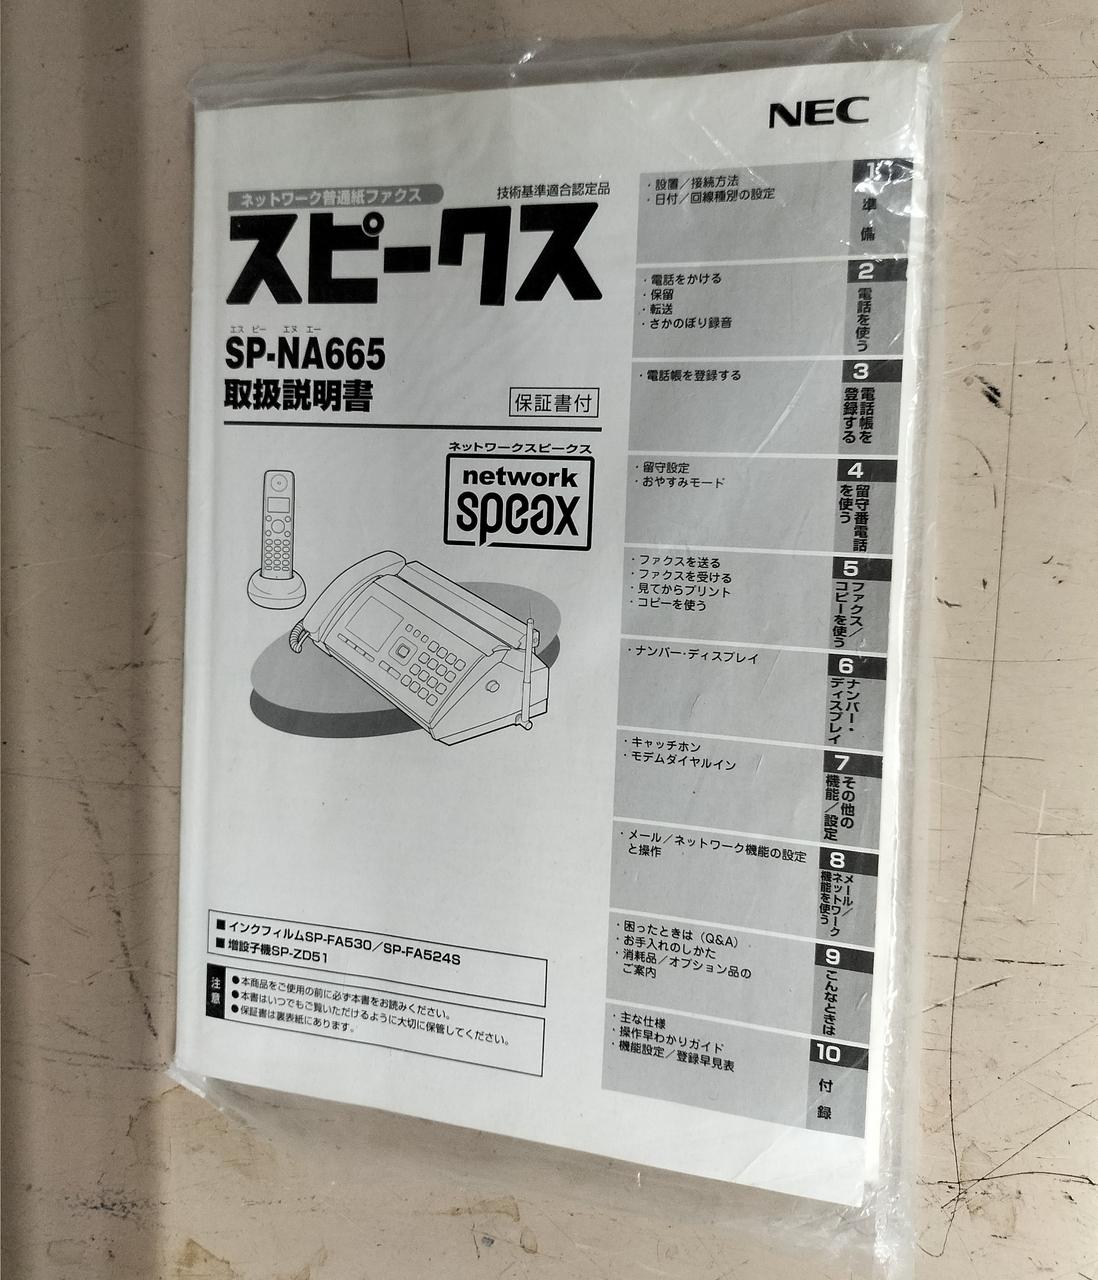 NEC
ネットワーク普通紙ファクス
技術基準適合認定品
スピークス
エス ピー エヌ エー
SP-NA665
取扱説明書
保証書付
ネットワークスピークス
network
speax
■インクフィルムSP-FA530／SP-FA524S
■増設子機SP-ZD51
注意
●本商品をご使用の前に必ず本書をお読みください。
●本書はいつでもご覧いただけるように大切に保管してください。
●保証書は裏表紙にあります。
・設置／接続方法
・日付／回線種別の設定
1
準備
・電話をかける
・保留
・転送
・さかのぼり録音
2
電話を使う
・電話帳を登録する
3
電話帳を
登録する
・留守設定
・おやすみモード
4
留守番電話
を使う
・ファクスを送る
・ファクスを受ける
・見てからプリント
・コピーを使う
5
ファクス／
コピーを使う
・ナンバー・ディスプレイ
6
ナンバー・
ディスプレイ
・キャッチホン
・モデムダイヤルイン
7
その他の
機能／設定
・メール／ネットワーク機能の設定
と操作
8
メール／
ネットワーク
機能を使う
・困ったときは（Q&A）
・お手入れのしかた
・消耗品／オプション品の
ご案内
9
こんなときは
・主な仕様
・操作早わかりガイド
・機能設定／登録早見表
10
付録